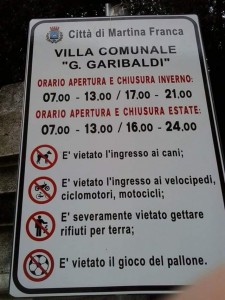 Città di Martina Franca
VILLA COMUNALE
"G. GARIBALDI"
ORARIO APERTURA E CHIUSURA INVERNO:
07.00 - 13.00 / 17.00 - 21.00
ORARIO APERTURA E CHIUSURA ESTATE:
07.00 - 13.00 / 16.00 - 24.00
E' vietato l'ingresso ai cani;
E' vietato l'ingresso ai velocipedi,
ciclomotori, motocicli;
E' severamente vietato gettare
rifiuti per terra;
E' vietato il gioco del pallone.